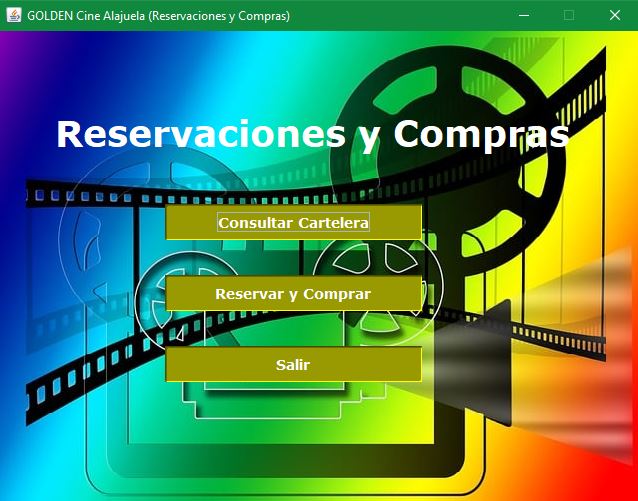 GOLDEN Cine Alajuela (Reservaciones y Compras)
Reservaciones y Compras
Consultar Cartelera
Reservar y Comprar
Salir